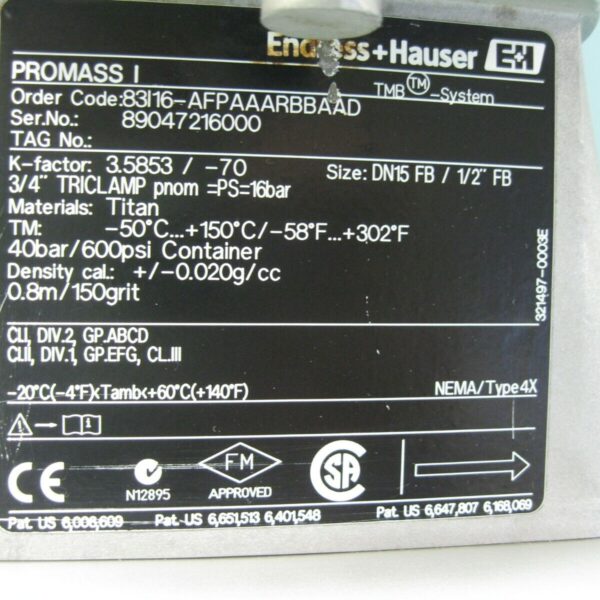 Endress+Hauser E+H
PROMASS I
TMB™-System
Order Code:83I16-AFPAAARBBAAD
Ser.No.: 89047216000
TAG No.:
K-factor: 3.5853 / -70
Size: DN15 FB / 1/2" FB
3/4" TRICLAMP pnom =PS=16bar
Materials: Titan
TM: -50°C...+150°C/-58°F...+302°F
40bar/600psi Container
Density cal.: +/-0.020g/cc
0.8m/150grit
321497-0003E
CLI, DIV.2, GP.ABCD
CLII, DIV.1, GP.EFG, CL.III
-20°C(-4°F)<Tamb<+60°C(+140°F)
NEMA/Type4X
i
CE
N12895
FM
APPROVED
CSA
Pat. US 6,006,609 Pat. US 6,651,513 6,401,548 Pat. US 6,647,807 6,168,069